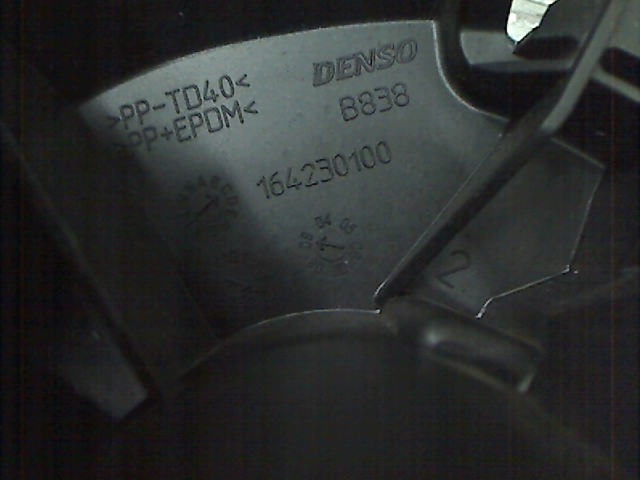 >PP-TD40<
>PP+EPDM<
DENSO
B838
164230100
2